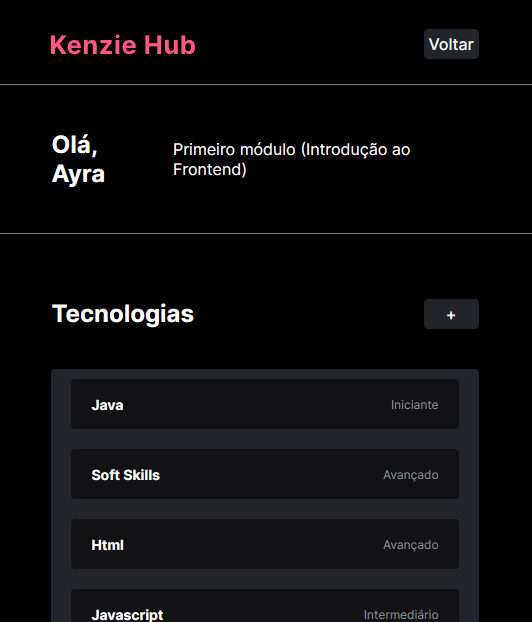 Kenzie Hub
Voltar
Olá,
Ayra
Primeiro módulo (Introdução ao
Frontend)
Tecnologias
+
Java
Iniciante
Soft Skills
Avançado
Html
Avançado
Javascript
Intermediário